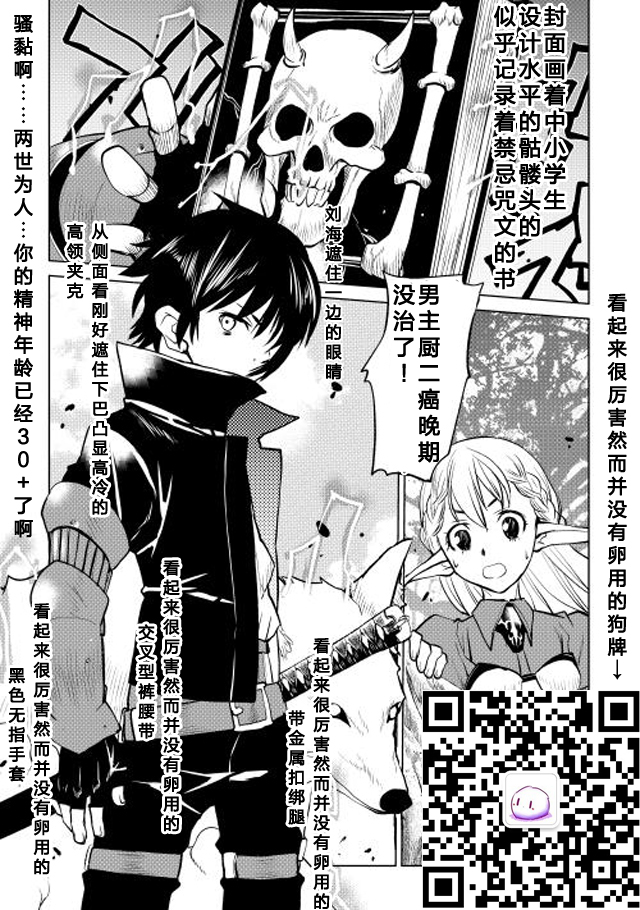 封面画着中小学生
设计水平的骷髅头的
似乎记录着禁忌咒文的书
看起来很厉害然而并没有卵用的狗牌↓
男主厨二癌晚期
没治了！
刘海遮住一边的眼睛
从侧面看刚好遮住下巴凸显高冷的
高领夹克
骚黏啊……两世为人…你的精神年龄已经30+了啊
看起来很厉害然而并没有卵用的
带金属扣绑腿
看起来很厉害然而并没有卵用的
交叉型裤腰带
看起来很厉害然而并没有卵用的
黑色无指手套